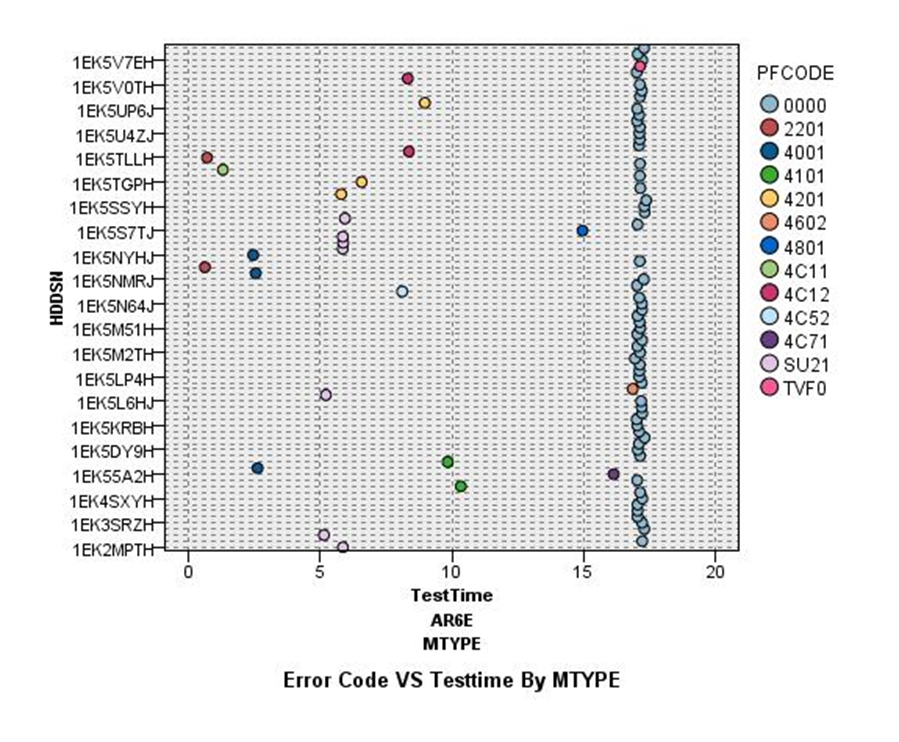 1EK5V7EH
1EK5V0TH
1EK5UP6J
1EK5U4ZJ
1EK5TLLH
1EK5TGPH
1EK5SSYH
1EK5S7TJ
1EK5NYHJ
1EK5NMRJ
1EK5N64J
1EK5M51H
1EK5M2TH
1EK5LP4H
1EK5L6HJ
1EK5KRBH
1EK5DY9H
1EK55A2H
1EK4SXYH
1EK3SRZH
1EK2MPTH
HDDSN
0 5 10 15 20
TestTime
AR6E
MTYPE
PFCODE
0000
2201
4001
4101
4201
4602
4801
4C11
4C12
4C52
4C71
SU21
TVF0
Error Code VS Testtime By MTYPE